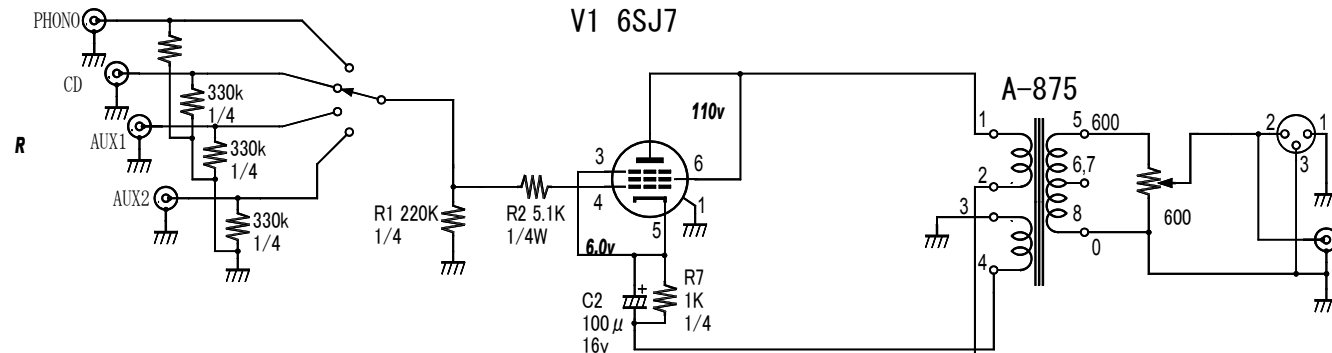 V1 6SJ7
PHONO
CD
AUX1
AUX2
R
330k
1/4
330k
1/4
330k
1/4
R1 220K
1/4
R2 5.1K
1/4W
3
4
5
6
1
110v
6.0v
C2
100μ
16v
+
R7
1K
1/4
A-875
1
2
3
4
5
600
6,7
8
0
600
2
1
3